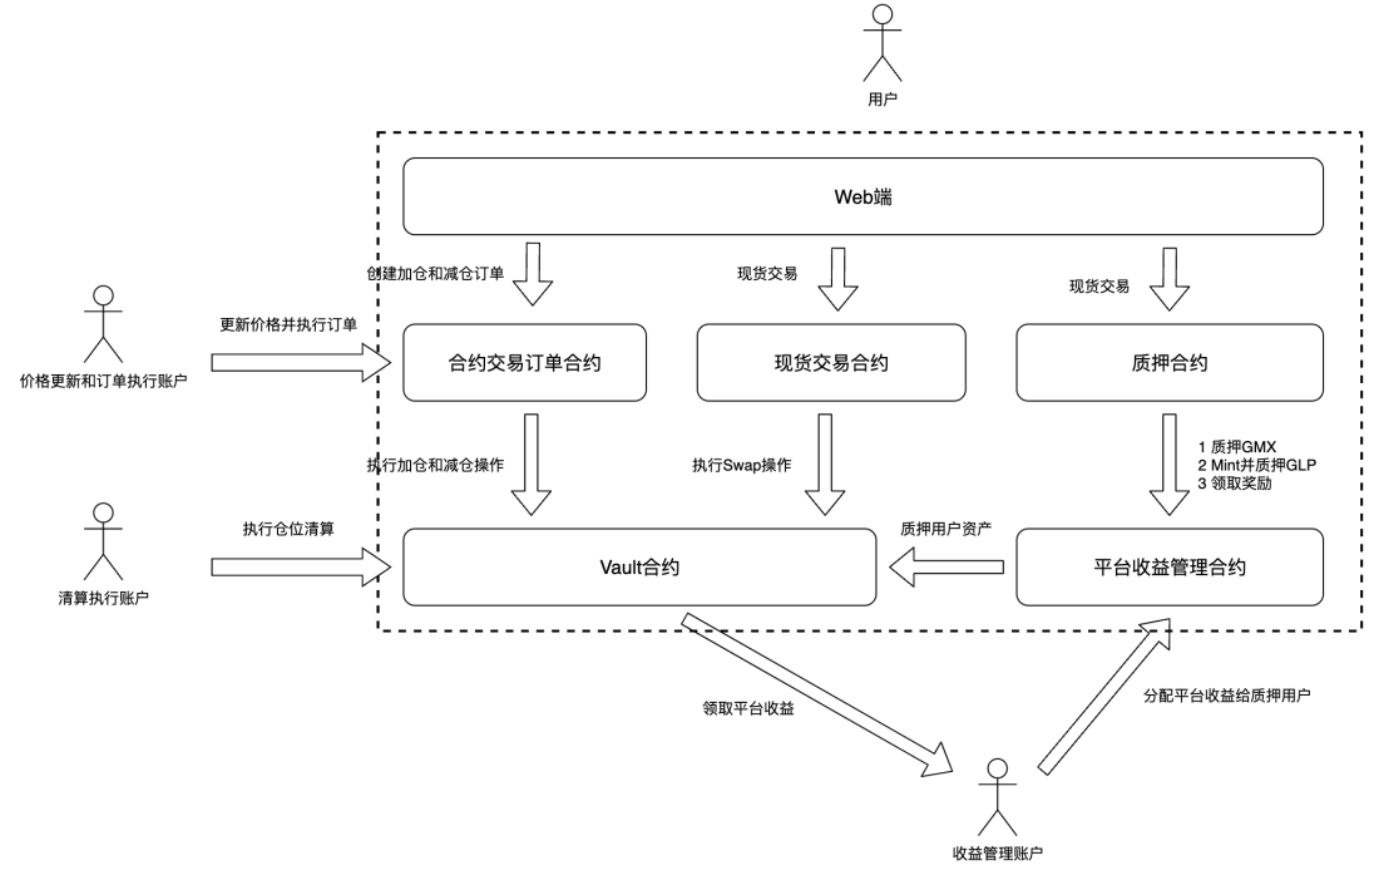 用户
Web端
创建加仓和减仓订单
现货交易
现货交易
更新价格并执行订单
价格更新和订单执行账户
合约交易订单合约
现货交易合约
质押合约
执行加仓和减仓操作
执行Swap操作
1 质押GMX
2 Mint并质押GLP
3 领取奖励
执行仓位清算
清算执行账户
Vault合约
质押用户资产
平台收益管理合约
领取平台收益
分配平台收益给质押用户
收益管理账户